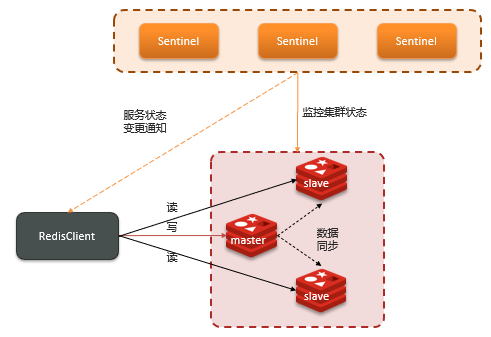 Sentinel
Sentinel
Sentinel
服务状态
变更通知
监控集群状态
slave
读
写
RedisClient
master
数据
同步
读
slave